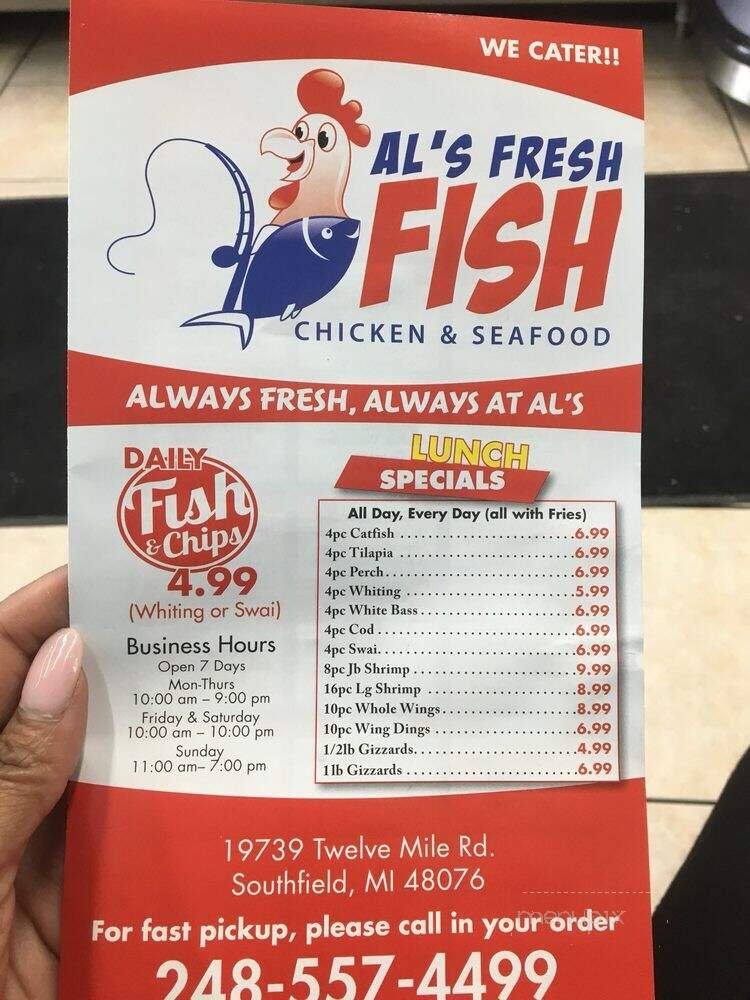 WE CATER!!
AL'S FRESH
FISH
CHICKEN & SEAFOOD
ALWAYS FRESH, ALWAYS AT AL'S
DAILY
Fish
& Chips
4.99
(Whiting or Swai)
Business Hours
Open 7 Days
Mon-Thurs
10:00 am – 9:00 pm
Friday & Saturday
10:00 am – 10:00 pm
Sunday
11:00 am– 7:00 pm
LUNCH
SPECIALS
All Day, Every Day (all with Fries)
4pc Catfish ........................6.99
4pc Tilapia ........................6.99
4pc Perch..........................6.99
4pc Whiting .......................5.99
4pc White Bass....................6.99
4pc Cod ...........................6.99
4pc Swai...........................6.99
8pc Jb Shrimp .....................9.99
16pc Lg Shrimp ...................8.99
10pc Whole Wings.................8.99
10pc Wing Dings ..................6.99
1/2lb Gizzards.....................4.99
1lb Gizzards .......................6.99
19739 Twelve Mile Rd.
Southfield, MI 48076
For fast pickup, please call in your order
248-557-4499
menupix